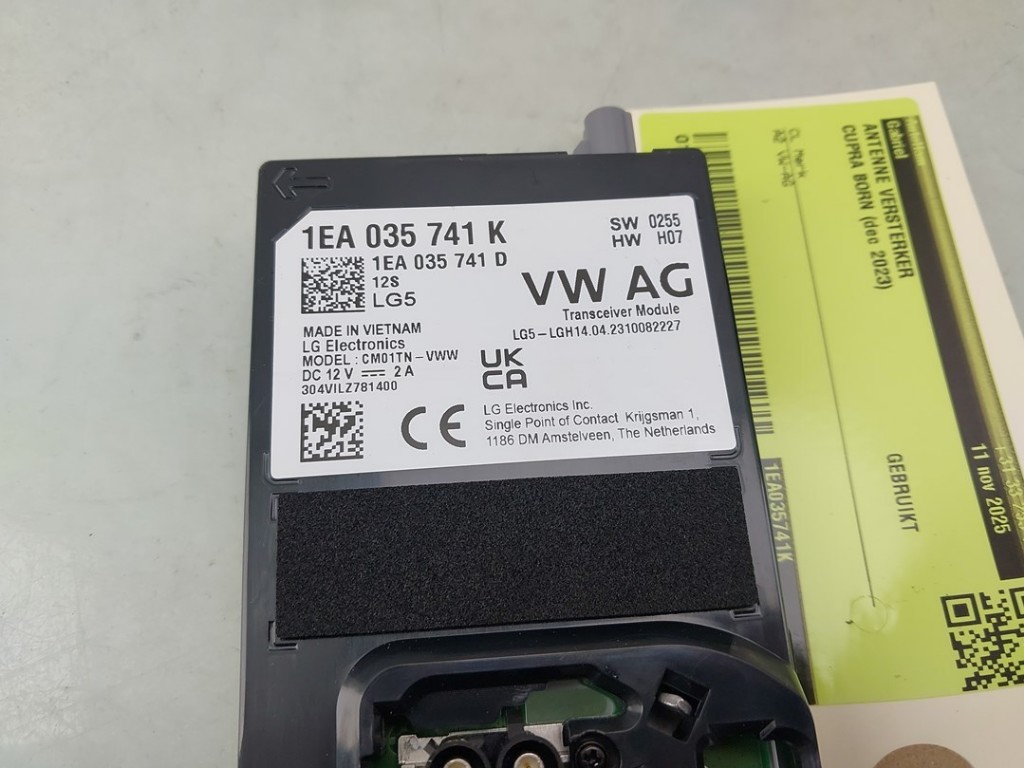 1EA 035 741 K
1EA 035 741 D
12S
LG5
SW 0255
HW H07
VW AG
Transceiver Module
LG5-LGH14.04.2310082227
MADE IN VIETNAM
LG Electronics
MODEL : CM01TN-VWW
DC 12 V 2 A
304VILZ781400
UK
CA
CE
LG Electronics Inc.
Single Point of Contact Krijgsman 1,
1186 DM Amstelveen, The Netherlands
ANTENNE VERSTERKER
CUPRA BORN (dec 2023)
GEBRUIKT
11 nov 2025
1EA035741K